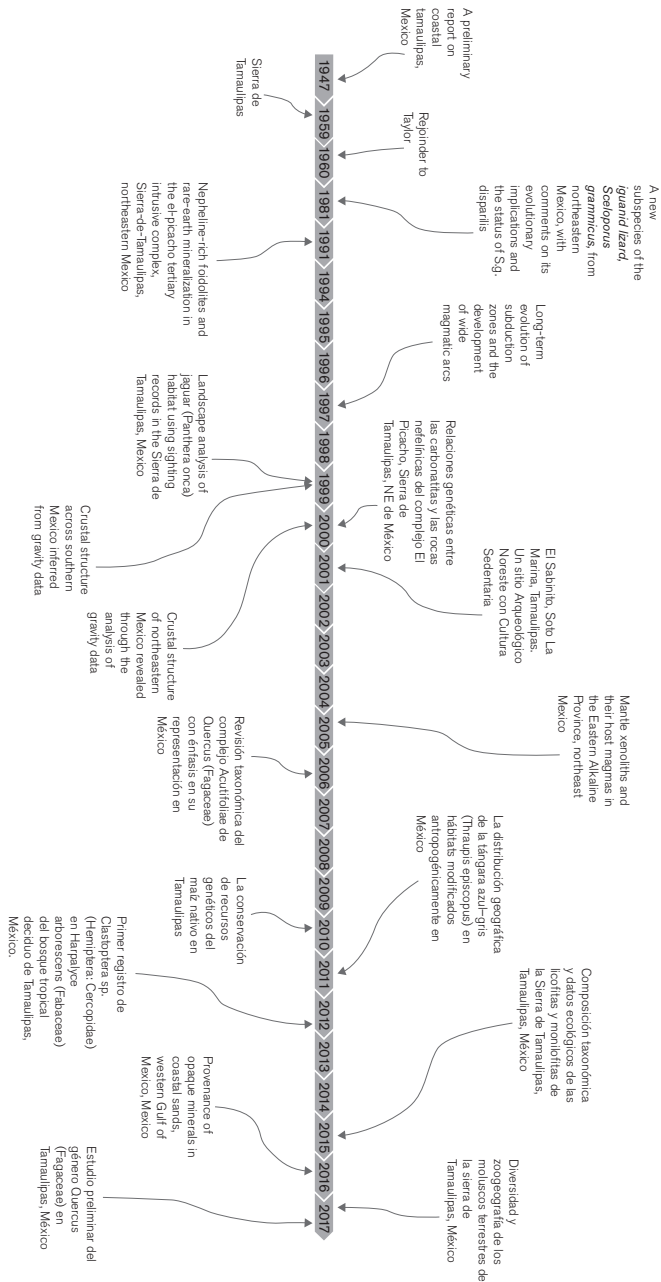 A preliminary
report on
coastal
tamaulipas,
Mexico
Rejoinder to
Taylor
A new
subspecies of the
iguanid lizard,
Sceloporus
grammicus, from
northeastern
Mexico, with
comments on its
evolutionary
implications and
the status of S.g.
disparilis
Long-term
evolution of
subduction
zones and the
development
of wide
magmatic arcs
Relaciones genéticas entre
las carbonatitas y las rocas
nefelínicas del complejo El
Picacho, Sierra de
Tamaulipas, NE de México
El Sabinito, Soto La
Marina, Tamaulipas.
Un sitio Arqueológico
Noreste con Cultura
Sedentaria
Mantle xenoliths and
their host magmas in
the Eastern Alkaline
Province, northeast
Mexico
La distribución geográfica
de la tángara azul–gris
(Thraupis episcopus) en
hábitats modificados
antropogénicamente en
México
Composición taxonómica
y datos ecológicos de las
licofitas y monilofitas de
la Sierra de Tamaulipas,
Tamaulipas, México
Diversidad y
zoogeografía de los
moluscos terrestres de
la sierra de
Tamaulipas, México
1947
1959
1960
1981
1991
1994
1995
1996
1997
1998
1999
2000
2001
2002
2003
2004
2005
2006
2007
2008
2009
2010
2011
2012
2013
2014
2015
2016
2017
Sierra de
Tamaulipas
Nepheline-rich foidolites and
rare-earth mineralization in
the el-picacho tertiary
intrusive complex,
Sierra-de-Tamaulipas,
northeastern Mexico
Landscape analysis of
jaguar (Panthera onca)
habitat using sighting
records in the Sierra de
Tamaulipas, Mexico
Crustal structure
across southern
Mexico inferred
from gravity data
Crustal structure
of northeastern
Mexico revealed
through the
analysis of
gravity data
Revisión taxonómica del
complejo Acutifoliae de
Quercus (Fagaceae)
con énfasis en su
representación en
México
La conservación
de recursos
genéticos del
maíz nativo en
Tamaulipas
Primer registro de
Clastoptera sp.
(Hemiptera: Cercopidae)
en Harpalyce
arborescens (Fabaceae)
del bosque tropical
deciduo de Tamaulipas,
México.
Provenance of
opaque minerals in
coastal sands,
western Gulf of
Mexico, Mexico
Estudio preliminar del
género Quercus
(Fagaceae) en
Tamaulipas, México